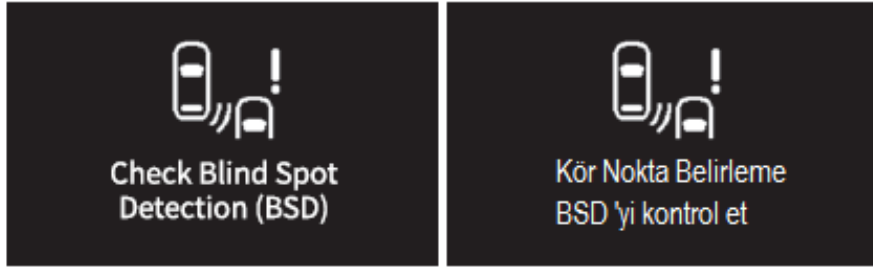 Check Blind Spot
Detection (BSD)
Kör Nokta Belirleme
BSD 'yi kontrol et